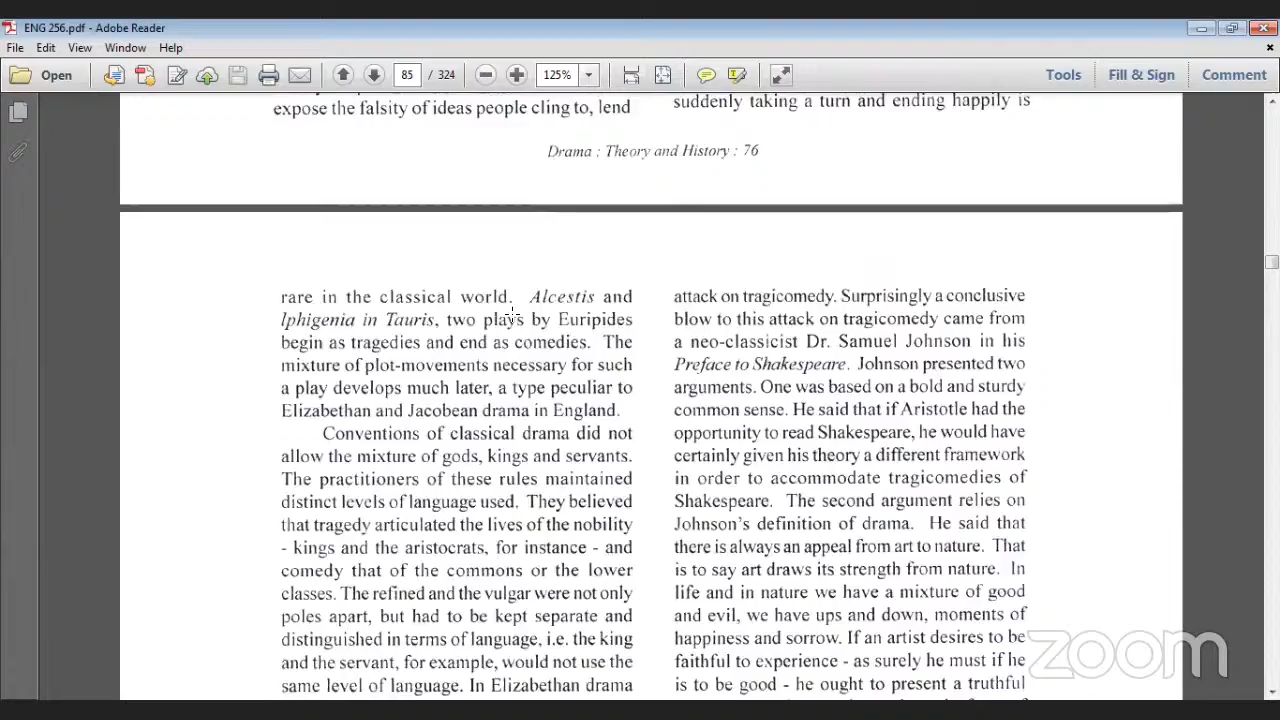 ENG 256.pdf - Adobe Reader
File Edit View Window Help
Open 85 / 324 125% Tools Fill & Sign Comment
expose the falsity of ideas people cling to, lend
suddenly taking a turn and ending happily is
Drama : Theory and History : 76
rare in the classical world. Alcestis and
Iphigenia in Tauris, two plays by Euripides
begin as tragedies and end as comedies. The
mixture of plot-movements necessary for such
a play develops much later, a type peculiar to
Elizabethan and Jacobean drama in England.
Conventions of classical drama did not
allow the mixture of gods, kings and servants.
The practitioners of these rules maintained
distinct levels of language used. They believed
that tragedy articulated the lives of the nobility
- kings and the aristocrats, for instance - and
comedy that of the commons or the lower
classes. The refined and the vulgar were not only
poles apart, but had to be kept separate and
distinguished in terms of language, i.e. the king
and the servant, for example, would not use the
same level of language. In Elizabethan drama
attack on tragicomedy. Surprisingly a conclusive
blow to this attack on tragicomedy came from
a neo-classicist Dr. Samuel Johnson in his
Preface to Shakespeare. Johnson presented two
arguments. One was based on a bold and sturdy
common sense. He said that if Aristotle had the
opportunity to read Shakespeare, he would have
certainly given his theory a different framework
in order to accommodate tragicomedies of
Shakespeare. The second argument relies on
Johnson's definition of drama. He said that
there is always an appeal from art to nature. That
is to say art draws its strength from nature. In
life and in nature we have a mixture of good
and evil, we have ups and down, moments of
happiness and sorrow. If an artist desires to be
faithful to experience - as surely he must if he
is to be good - he ought to present a truthful
zoom